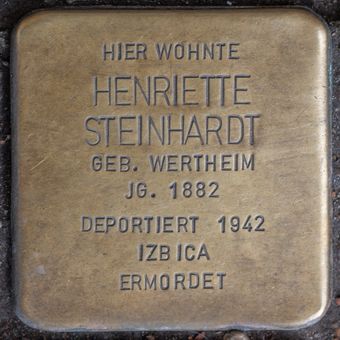 HIER WOHNTE
HENRIETTE
STEINHARDT
GEB. WERTHEIM
JG. 1882
DEPORTIERT 1942
IZBICA
ERMORDET